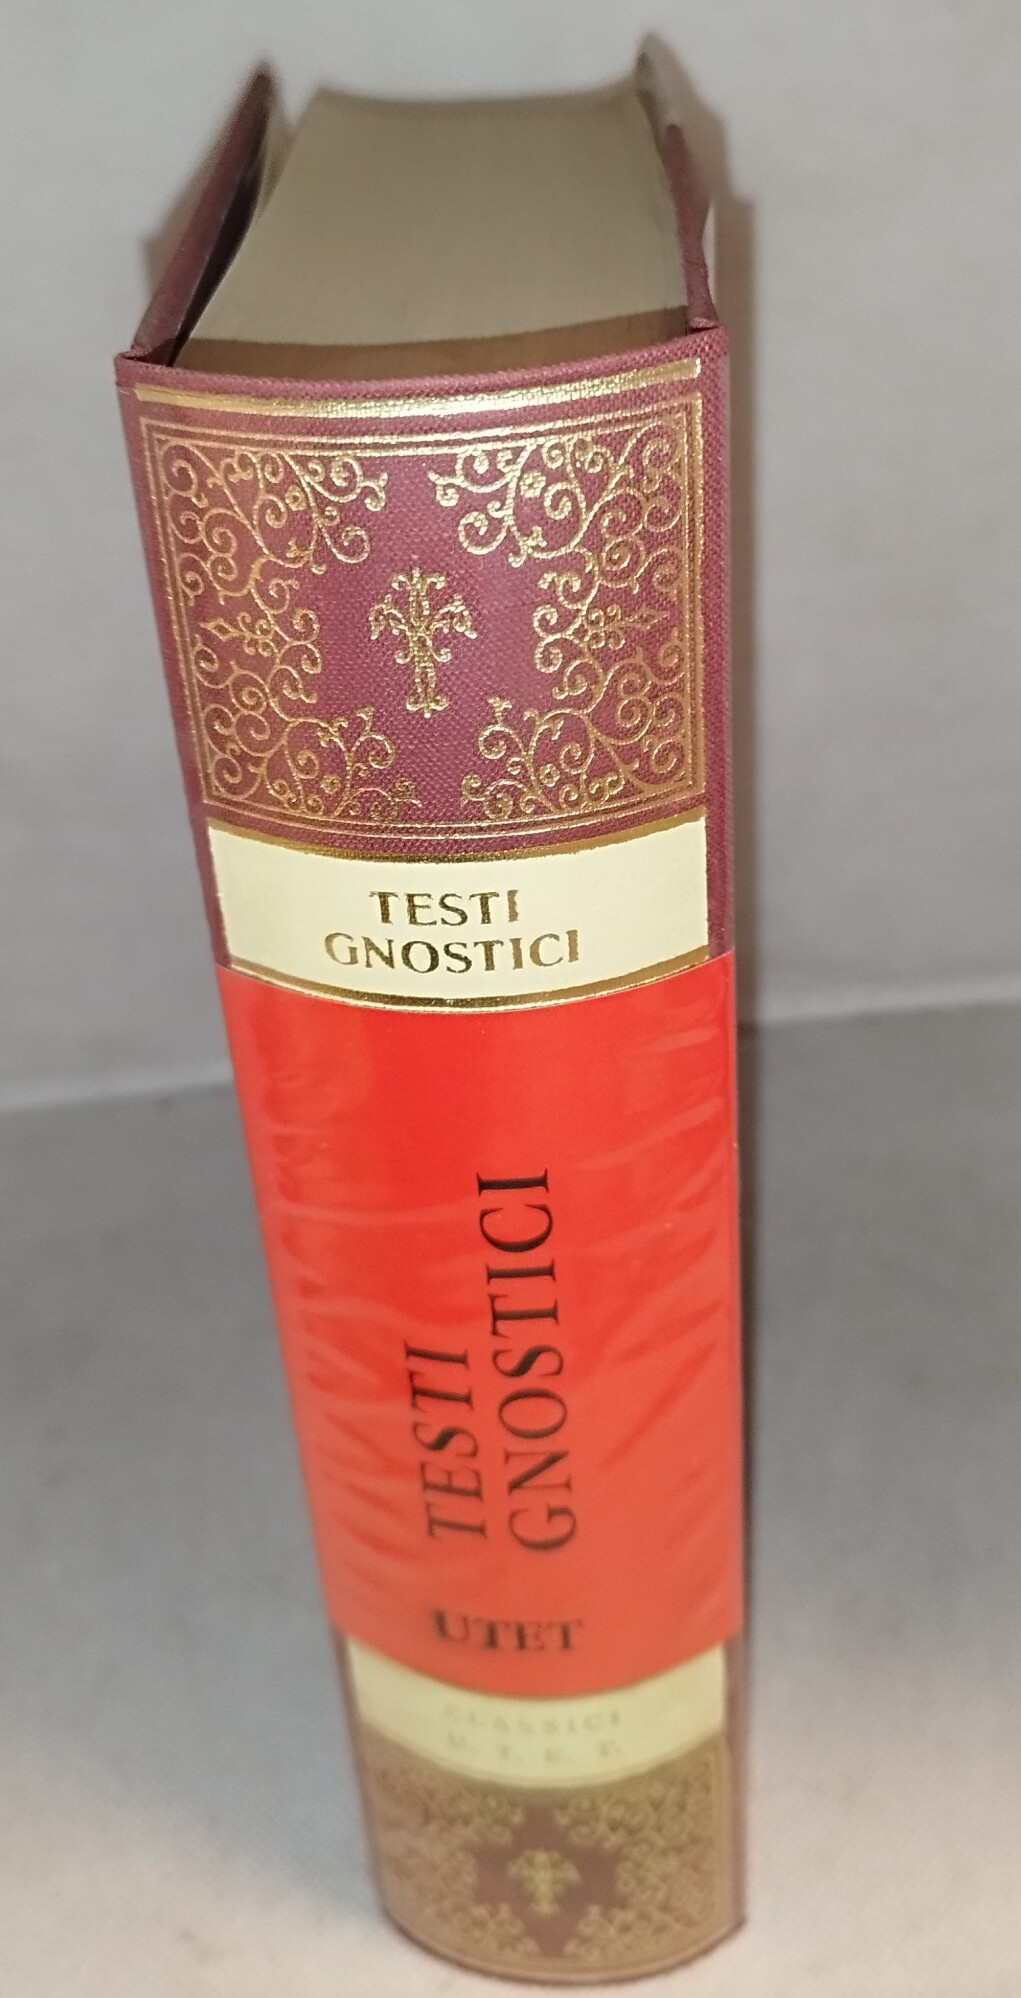 TESTI
GNOSTICI
TESTI
GNOSTICI
UTET
CLASSICI
U. T. E. T.